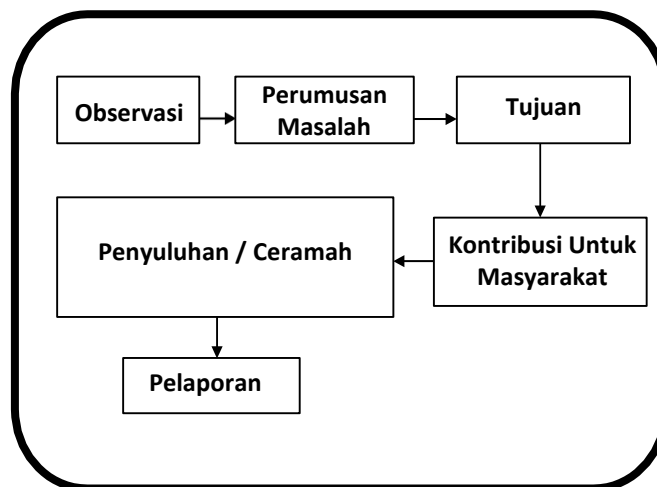 Observasi
Perumusan
Masalah
Tujuan
Kontribusi Untuk
Masyarakat
Penyuluhan / Ceramah
Pelaporan